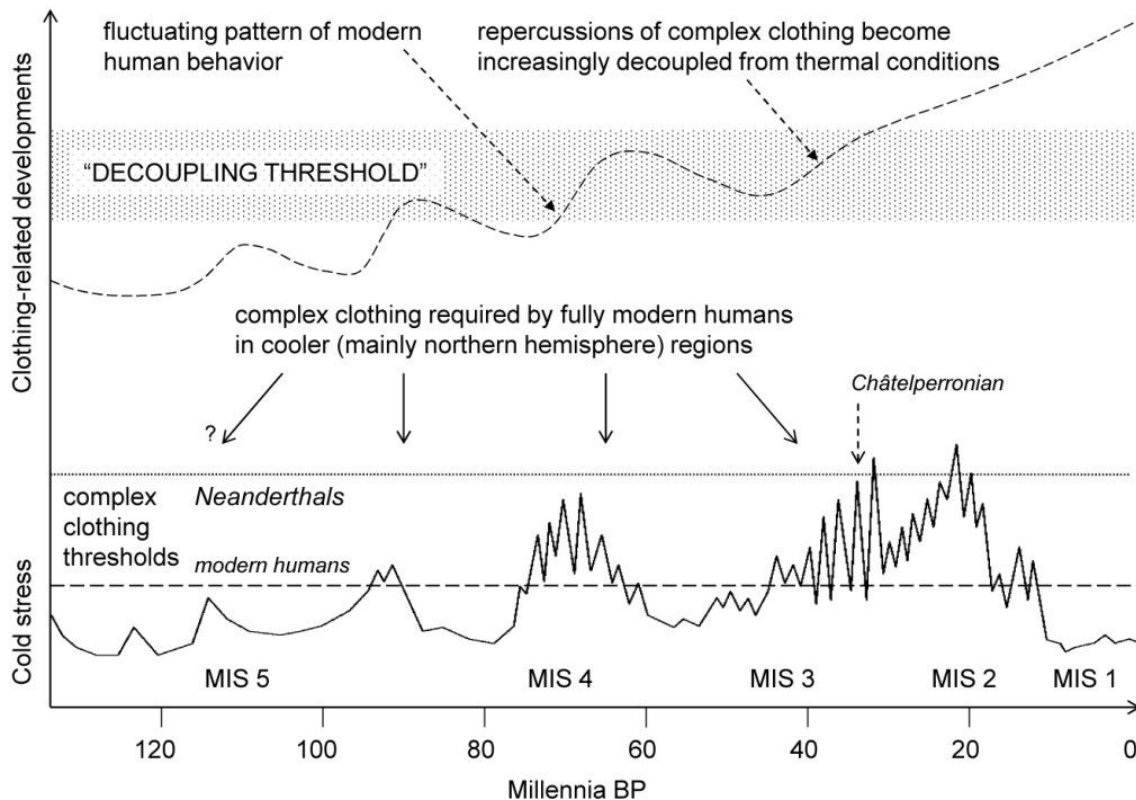 fluctuating pattern of modern
human behavior
repercussions of complex clothing become
increasingly decoupled from thermal conditions
Clothing-related developments
“DECOUPLING THRESHOLD”
complex clothing required by fully modern humans
in cooler (mainly northern hemisphere) regions
Châtelperronian
?
complex
clothing
thresholds
Neanderthals
modern humans
Cold stress
MIS 5
MIS 4
MIS 3
MIS 2
MIS 1
120
100
80
60
40
20
0
Millennia BP